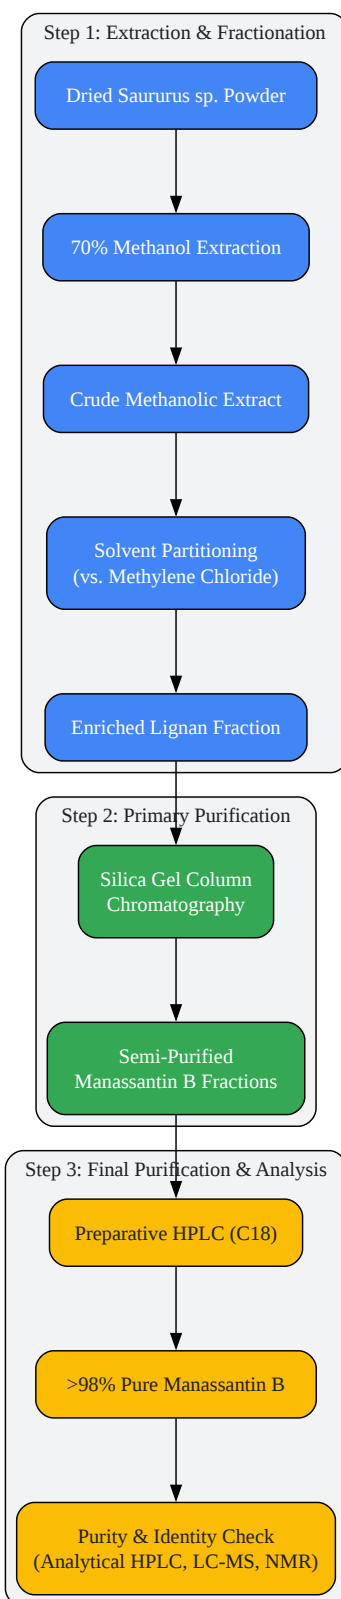 Step 1: Extraction & Fractionation
Dried Saururus sp. Powder
70% Methanol Extraction
Crude Methanolic Extract
Solvent Partitioning
(vs. Methylene Chloride)
Enriched Lignan Fraction
Step 2: Primary Purification
Silica Gel Column
Chromatography
Semi-Purified
Manassantin B Fractions
Step 3: Final Purification & Analysis
Preparative HPLC (C18)
>98% Pure Manassantin B
Purity & Identity Check
(Analytical HPLC, LC-MS, NMR)